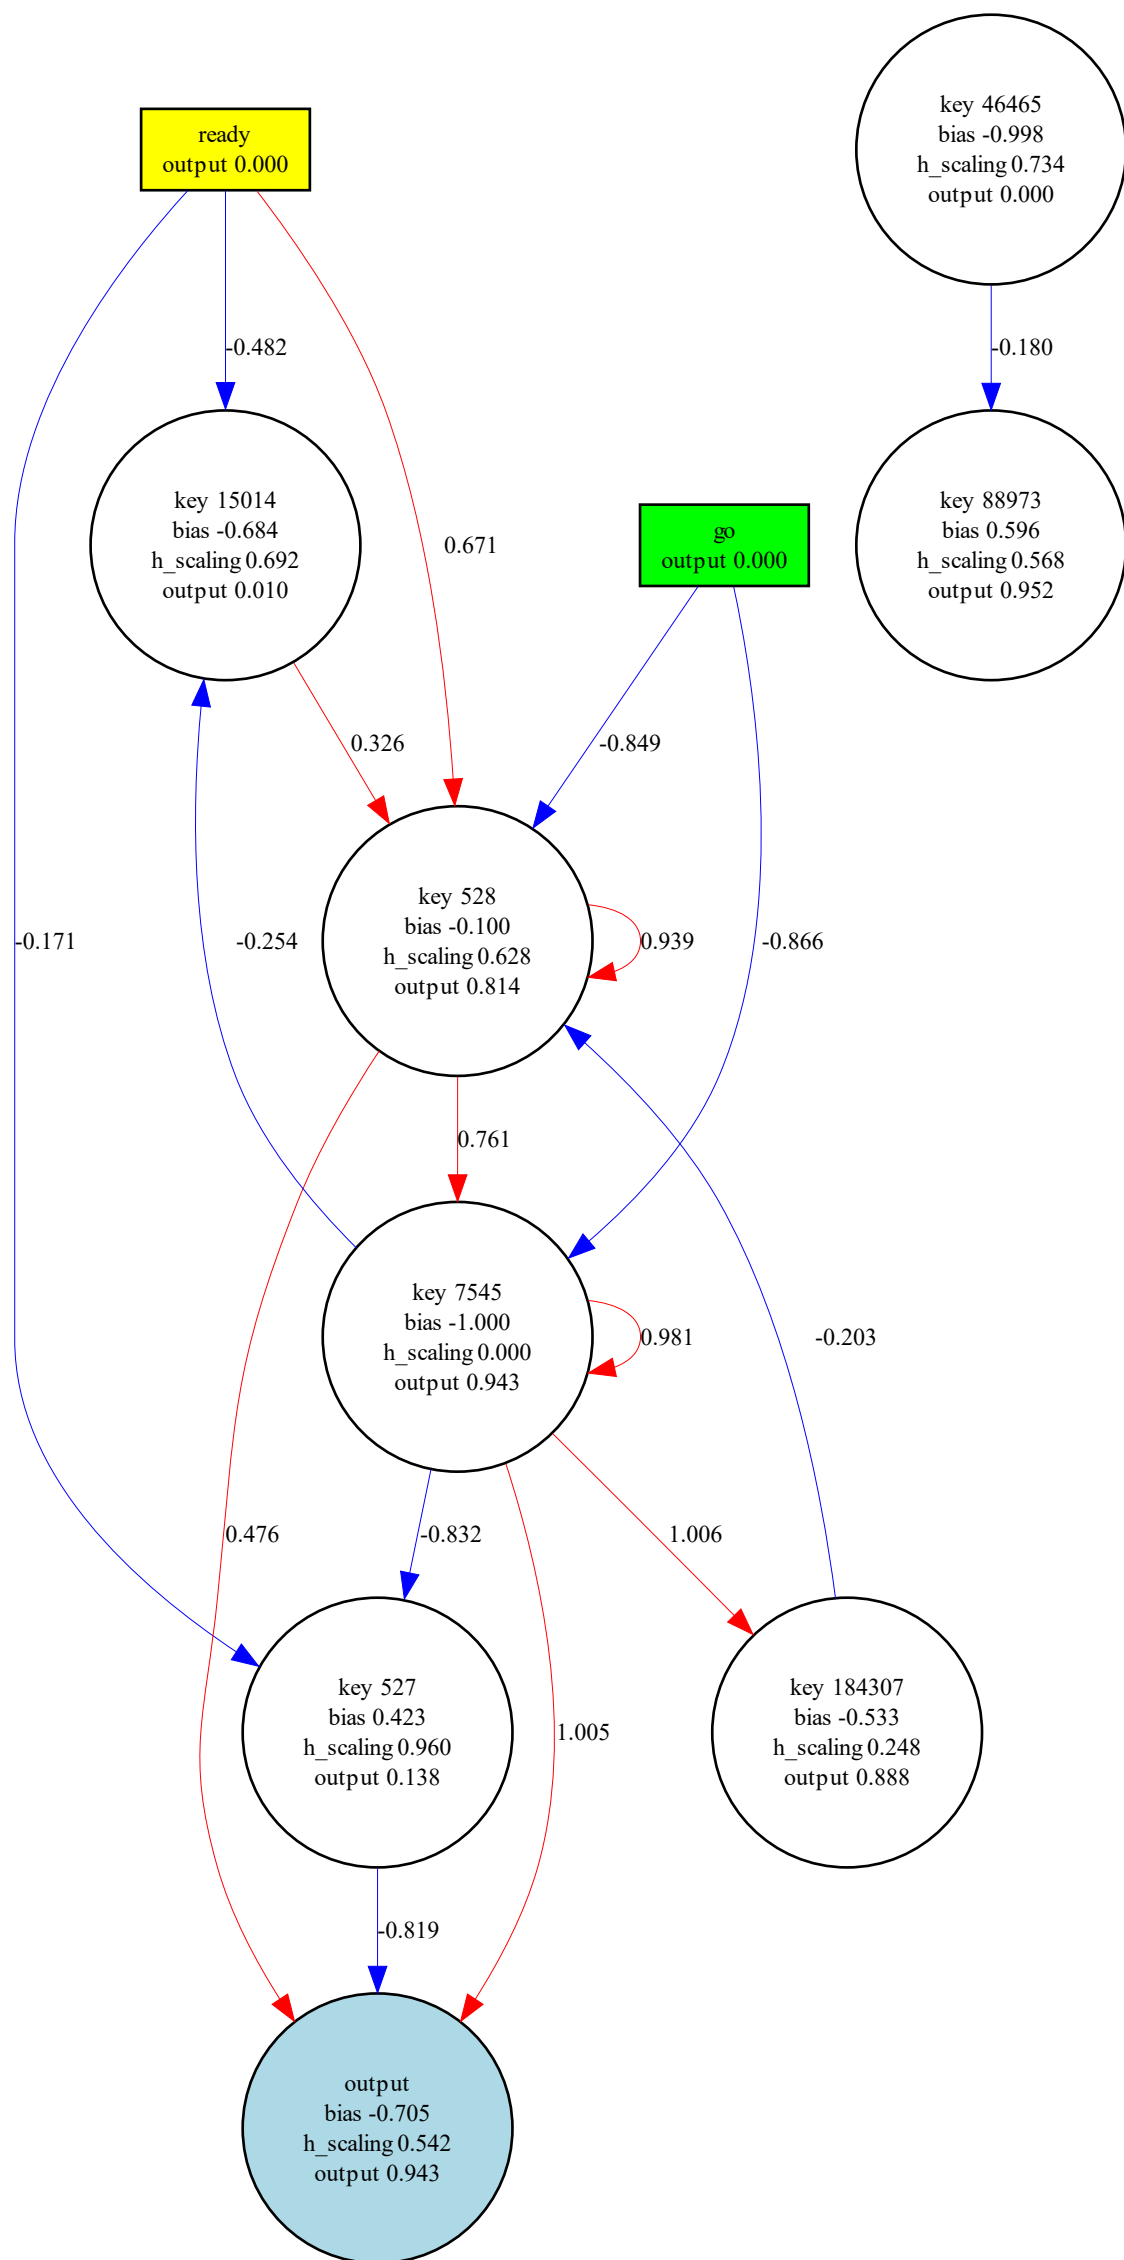 key 46465
bias -0.998
h_scaling 0.734
output 0.000
ready
output 0.000
-0.482
-0.180
key 15014
bias -0.684
h_scaling 0.692
output 0.010
0.671
go
output 0.000
key 88973
bias 0.596
h_scaling 0.568
output 0.952
0.326
-0.849
-0.171
-0.254
key 528
bias -0.100
h_scaling 0.628
output 0.814
0.939
-0.866
0.761
key 7545
bias -1.000
h_scaling 0.000
output 0.943
0.981
-0.203
0.476
-0.832
1.006
key 527
bias 0.423
h_scaling 0.960
output 0.138
1.005
key 184307
bias -0.533
h_scaling 0.248
output 0.888
-0.819
output
bias -0.705
h_scaling 0.542
output 0.943